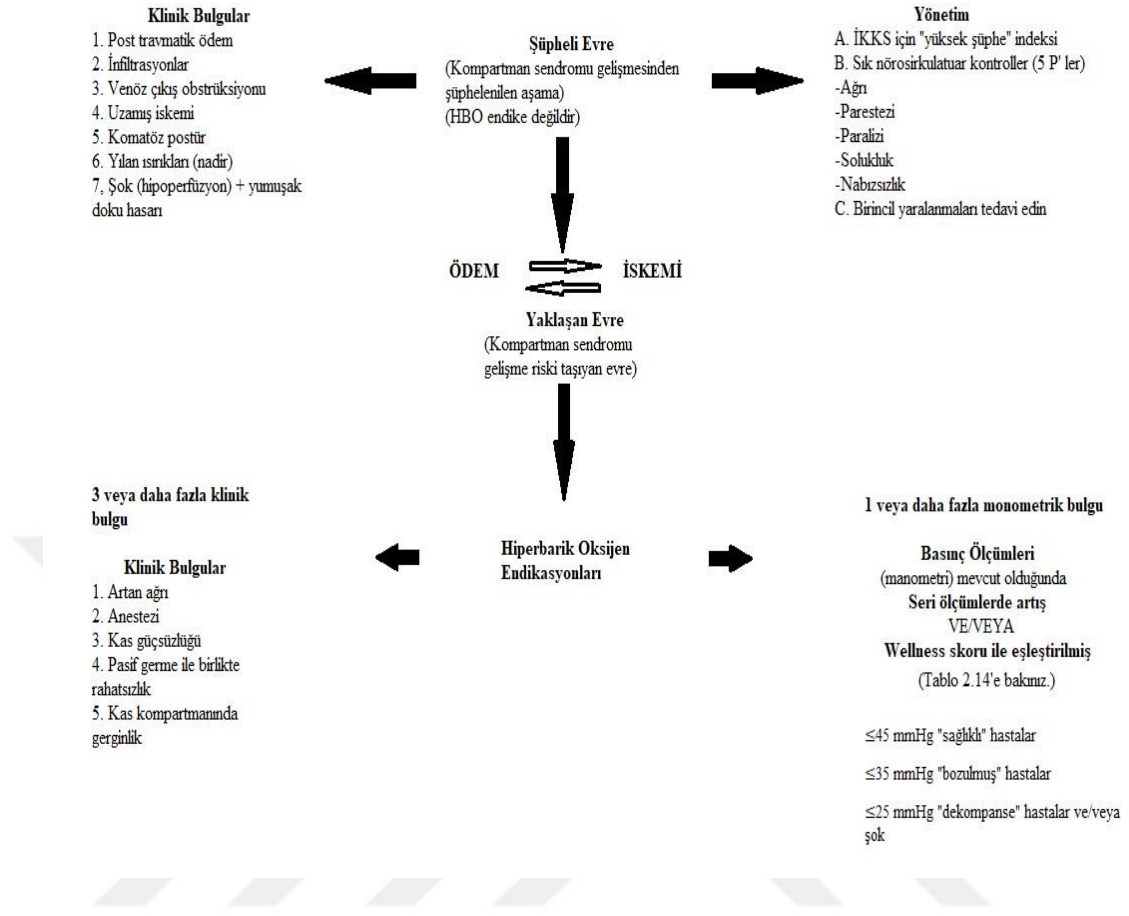 Klinik Bulgular
1. Post travmatik ödem
2. İnfiltrasyonlar
3. Venöz çıkış obstrüksiyonu
4. Uzamış iskemi
5. Komatöz postür
6. Yılan ısırıkları (nadir)
7, Şok (hipoperfüzyon) + yumuşak
doku hasarı
Şüpheli Evre
(Kompartman sendromu gelişmesinden
şüphelenilen aşama)
(HBO endike değildir)
Yönetim
A. İKKS için "yüksek şüphe" indeksi
B. Sık nörosirkulatuar kontroller (5 P' ler)
-Ağrı
-Parestezi
-Paralizi
-Solukluk
-Nabızsızlık
C. Birincil yaralanmaları tedavi edin
ÖDEM İSKEMİ
Yaklaşan Evre
(Kompartman sendromu
gelişme riski taşıyan evre)
3 veya daha fazla klinik
bulgu
Klinik Bulgular
1. Artan ağrı
2. Anestezi
3. Kas güçsüzlüğü
4. Pasif germe ile birlikte
rahatsızlık
5. Kas kompartmanında
gerginlik
Hiperbarik Oksijen
Endikasyonları
1 veya daha fazla monometrik bulgu
Basınç Ölçümleri
(manometri) mevcut olduğunda
Seri ölçümlerde artış
VE/VEYA
Wellness skoru ile eşleştirilmiş
(Tablo 2.14'e bakınız.)
≤45 mmHg "sağlıklı" hastalar
≤35 mmHg "bozulmuş" hastalar
≤25 mmHg "dekompanse" hastalar ve/veya
şok